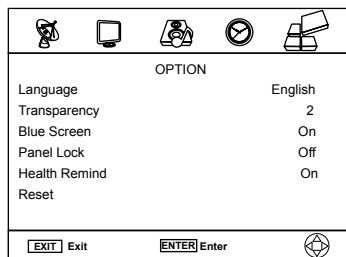 OPTION
Language English
Transparency 2
Blue Screen On
Panel Lock Off
Health Remind On
Reset
EXIT Exit ENTER Enter